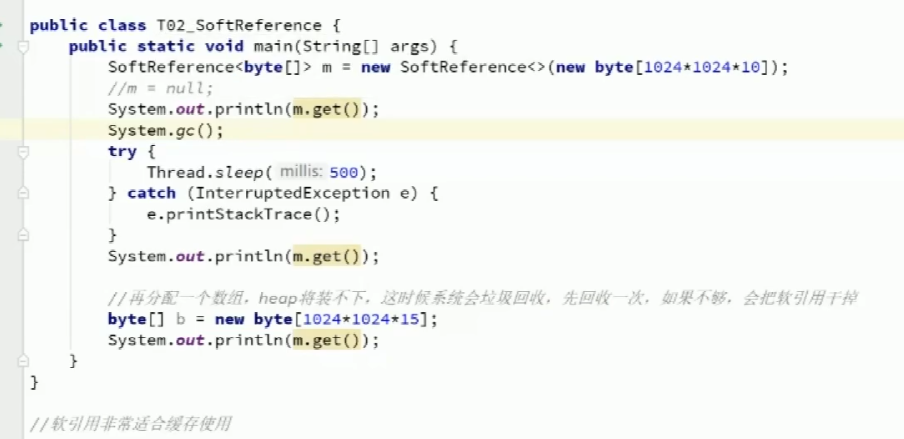 public class T02_SoftReference {
public static void main(String[] args) {
SoftReference<byte[]> m = new SoftReference<>(new byte[1024*1024*10]);
//m = null;
System.out.println(m.get());
System.gc();
try {
Thread.sleep( millis: 500);
} catch (InterruptedException e) {
e.printStackTrace();
}
System.out.println(m.get());
//再分配一个数组，heap将装不下，这时候系统会垃圾回收，先回收一次，如果不够，会把软引用干掉
byte[] b = new byte[1024*1024*15];
System.out.println(m.get());
}
}
//软引用非常适合缓存使用